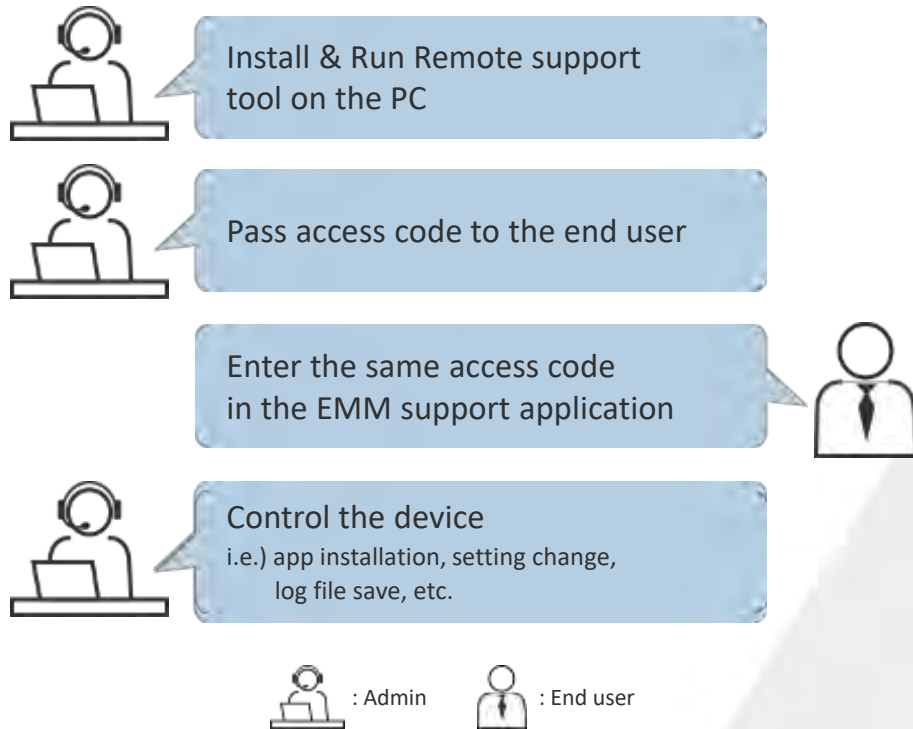 Install & Run Remote support
tool on the PC
Pass access code to the end user
Enter the same access code
in the EMM support application
Control the device
i.e.) app installation, setting change,
log file save, etc.
: Admin
: End user